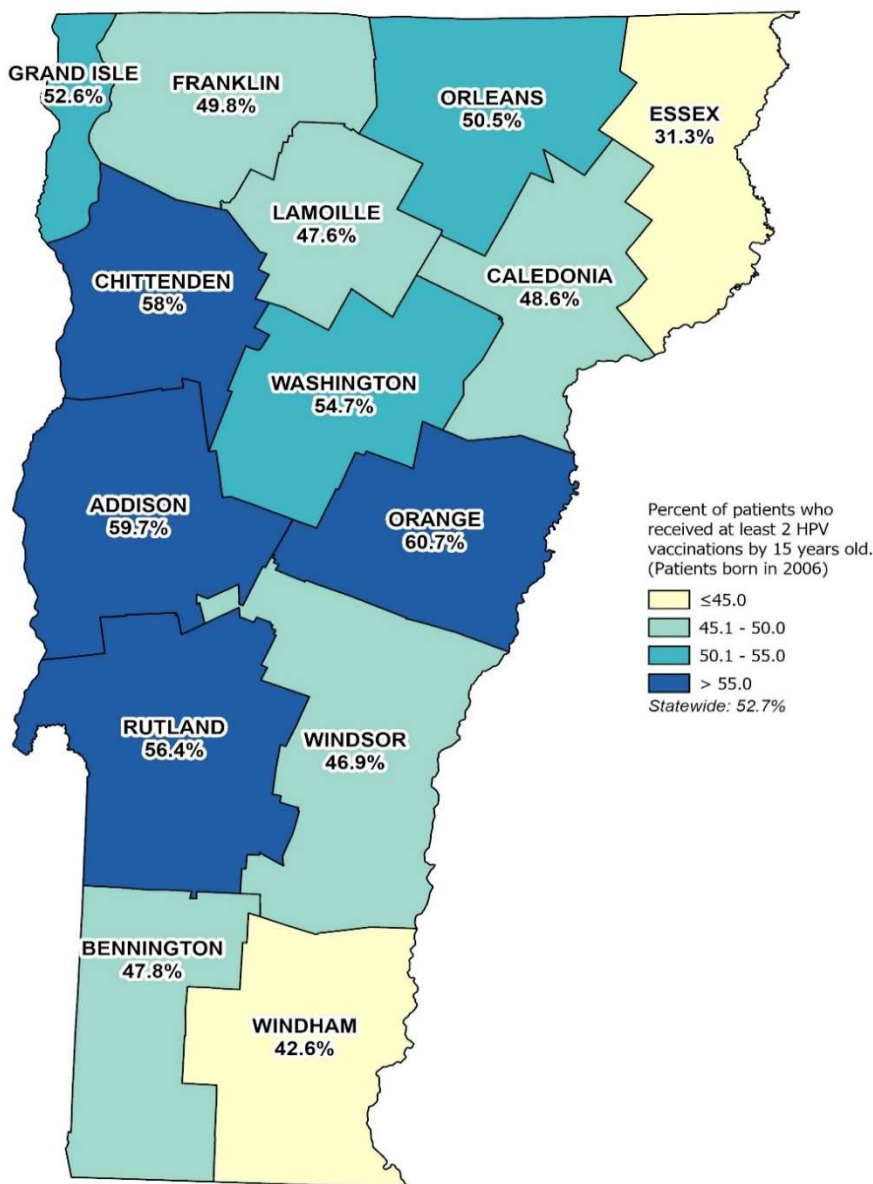 GRAND ISLE
52.6%
FRANKLIN
49.8%
ORLEANS
50.5%
ESSEX
31.3%
LAMOILLE
47.6%
CALEDONIA
48.6%
CHITTENDEN
58%
WASHINGTON
54.7%
ADDISON
59.7%
ORANGE
60.7%
Percent of patients who
received at least 2 HPV
vaccinations by 15 years old.
(Patients born in 2006)
≤45.0
45.1 - 50.0
50.1 - 55.0
> 55.0
Statewide: 52.7%
RUTLAND
56.4%
WINDSOR
46.9%
BENNINGTON
47.8%
WINDHAM
42.6%